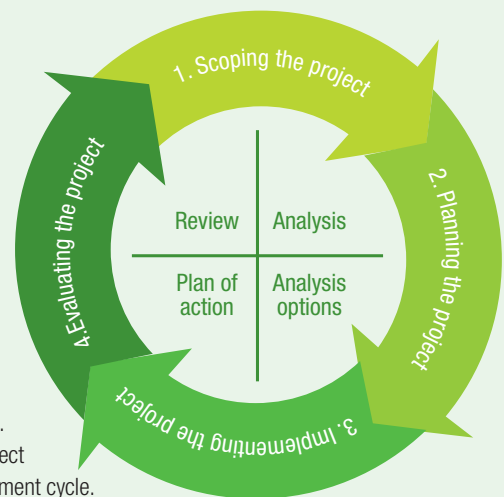 1. Scoping the project
2. Planning the project
3. Implementing the project
4.Evaluating the project
Review
Analysis
Plan of
action
Analysis
options
.
ect
ment cycle.